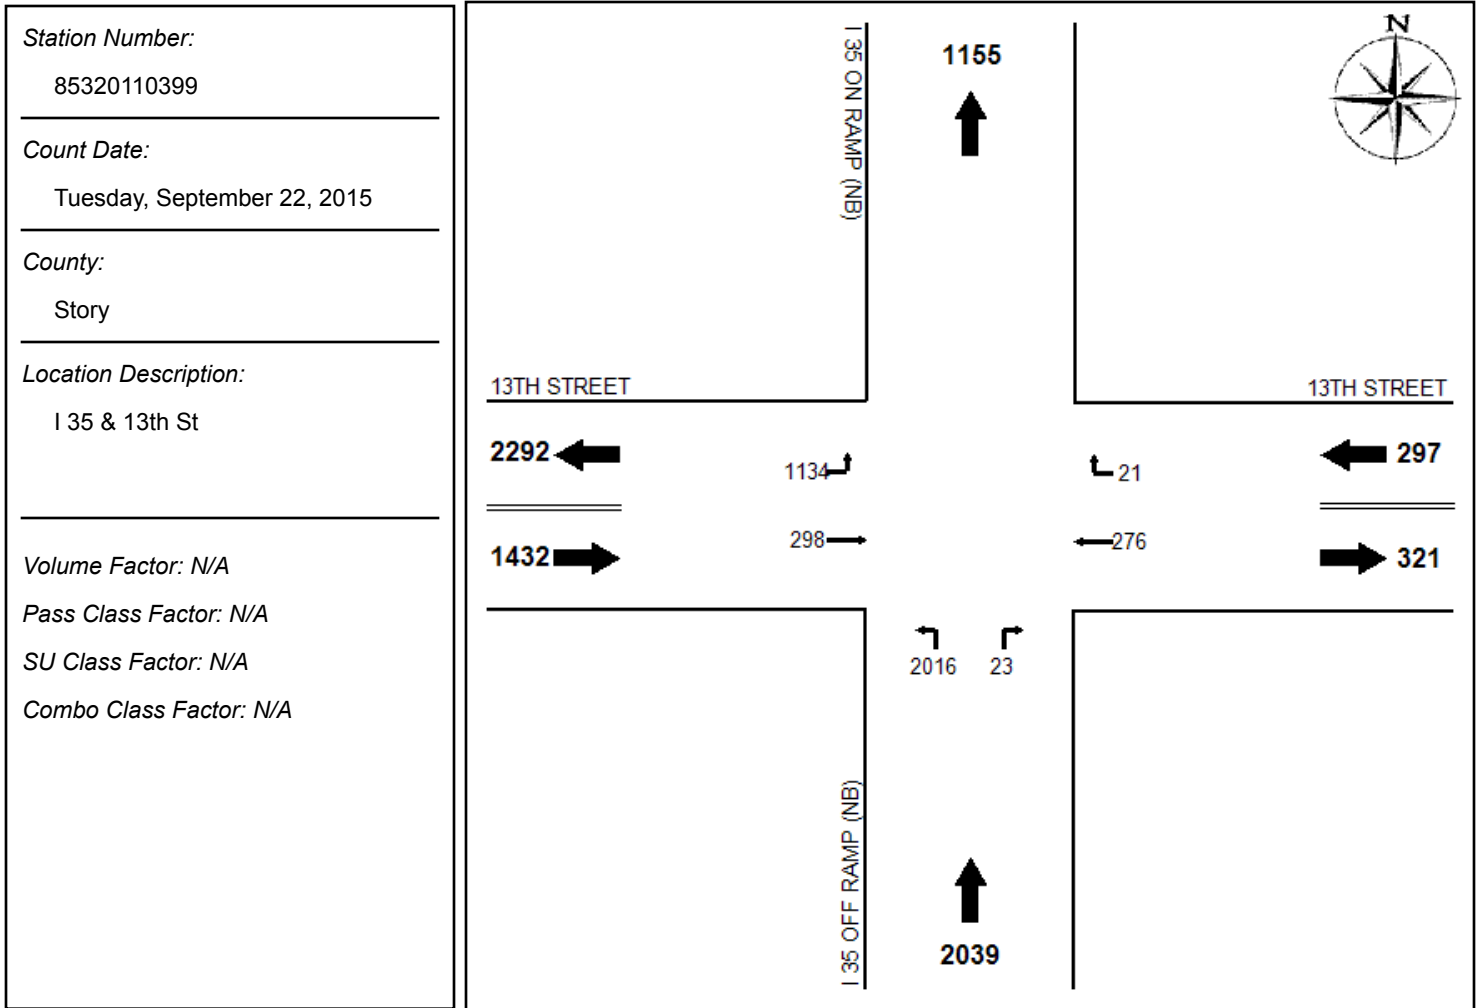 Station Number:
85320110399
Count Date:
Tuesday, September 22, 2015
County:
Story
Location Description:
I 35 & 13th St
Volume Factor: N/A
Pass Class Factor: N/A
SU Class Factor: N/A
Combo Class Factor: N/A
I 35 ON RAMP (NB)
1155
N
13TH STREET
13TH STREET
2292
1134
21
297
1432
298
276
321
2016
23
I 35 OFF RAMP (NB)
2039